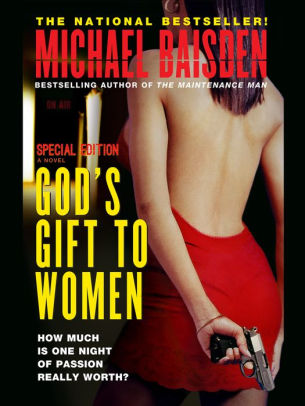 THE NATIONAL BESTSELLER!
MICHAEL BAISDEN
BESTSELLING AUTHOR OF THE MAINTENANCE MAN
ON AIR
SPECIAL EDITION
A NOVEL
GOD'S
GIFT TO
WOMEN
HOW MUCH
IS ONE NIGHT
OF PASSION
REALLY WORTH?